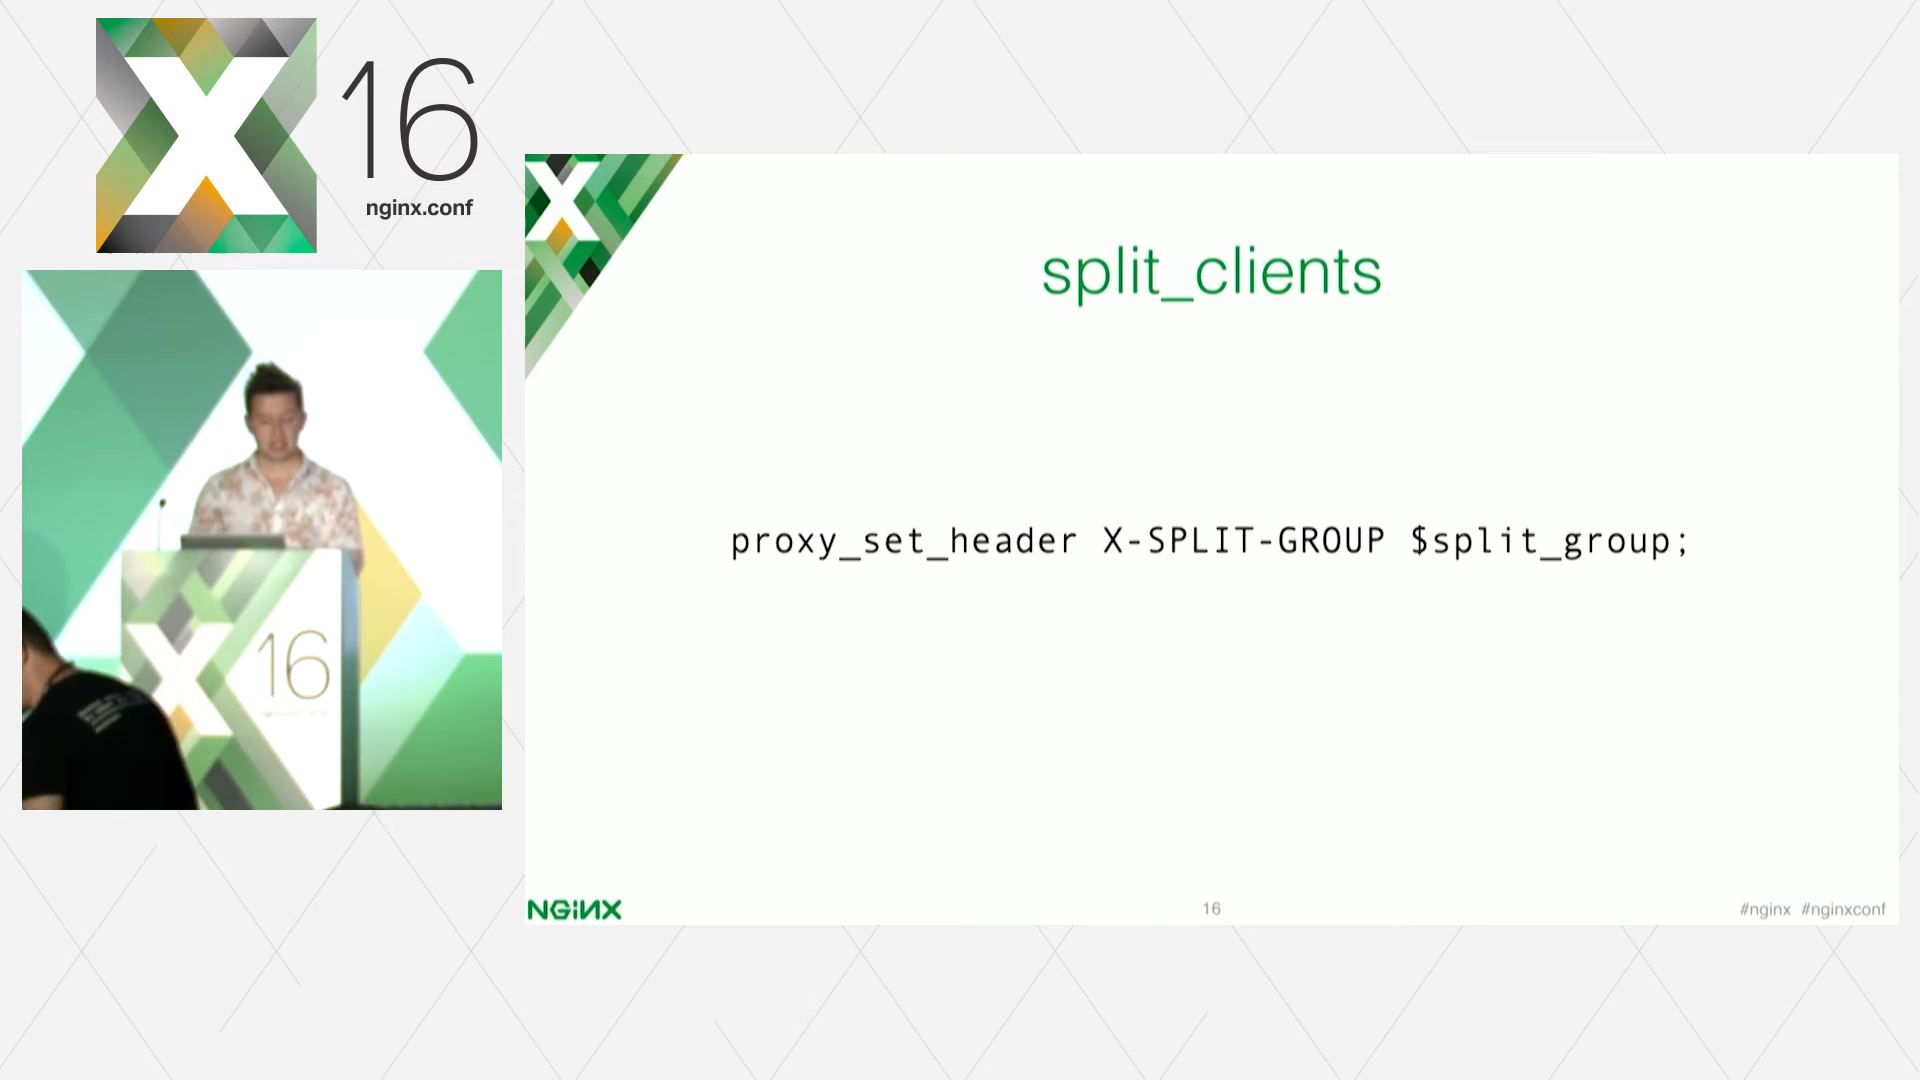 X 16
nginx.conf
split_clients
proxy_set_header X-SPLIT-GROUP $split_group;
X 16
NGINX
16
#nginx #nginxconf